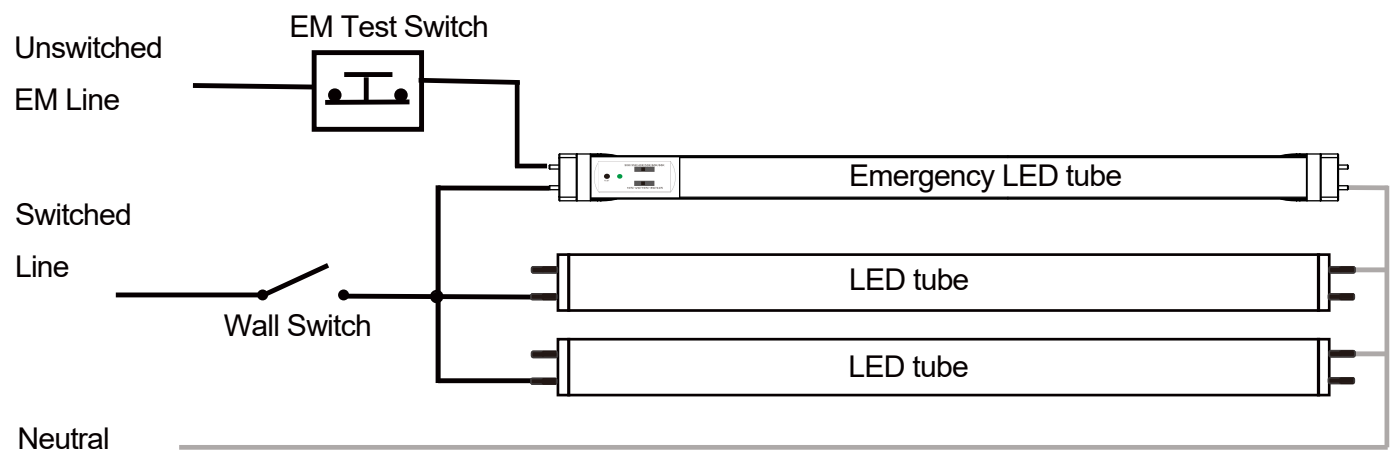 EM Test Switch
Unswitched
EM Line
Emergency LED tube
Switched
Line
LED tube
Wall Switch
LED tube
Neutral